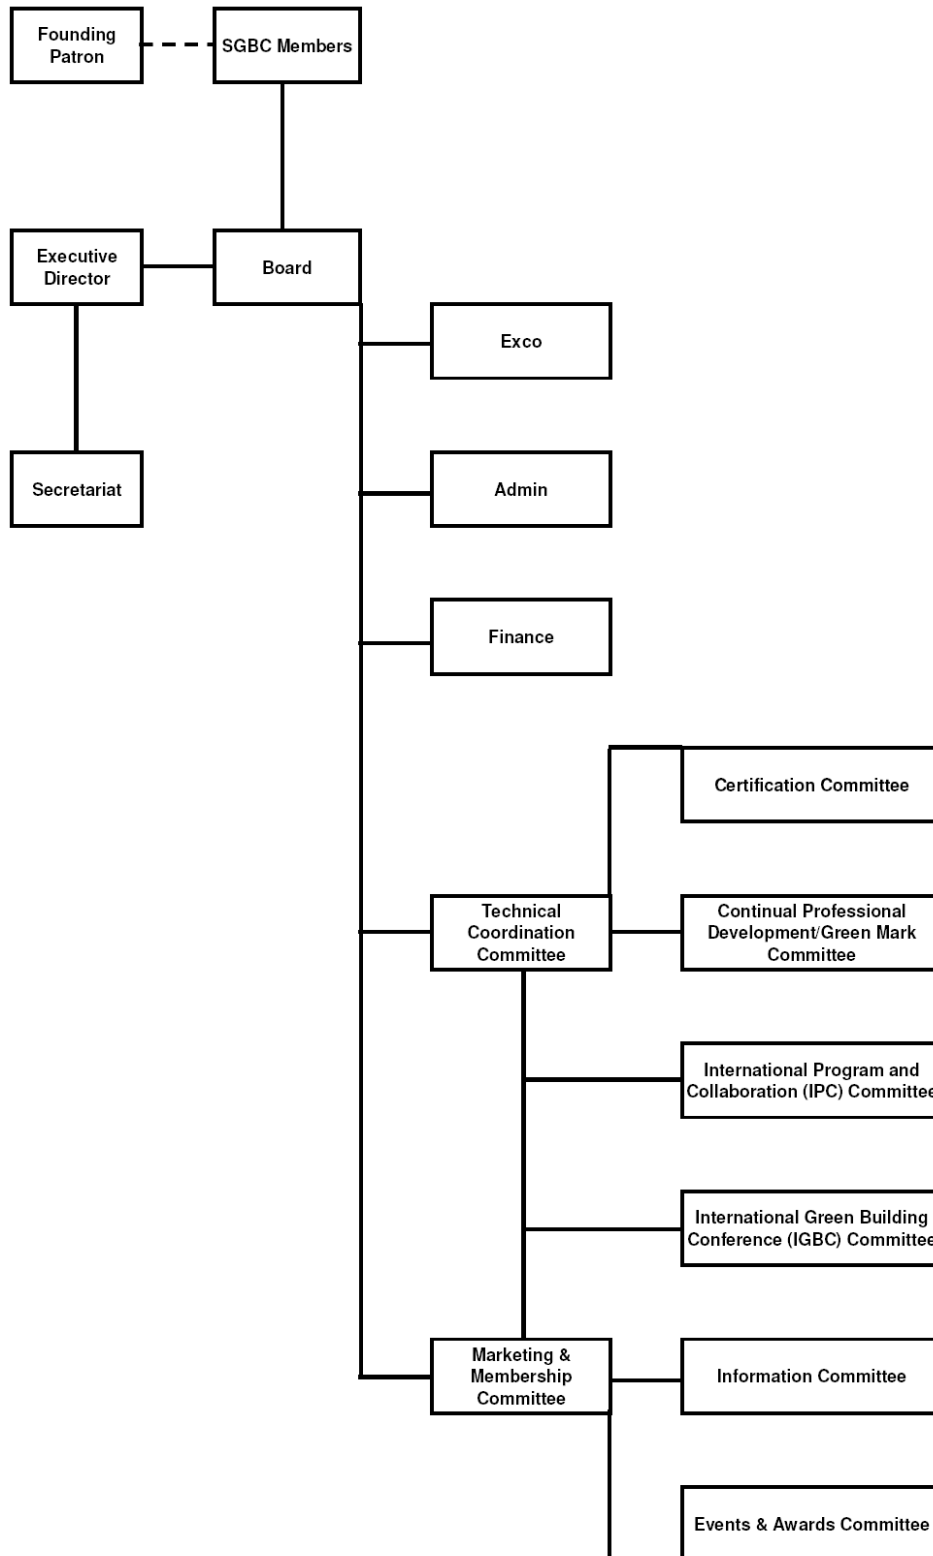 Founding
Patron
SGBC Members
Executive
Director
Board
Exco
Secretariat
Admin
Finance
Certification Committee
Technical
Coordination
Committee
Continual Professional
Development/Green Mark
Committee
International Program and
Collaboration (IPC) Committee
International Green Building
Conference (IGBC) Committee
Marketing &
Membership
Committee
Information Committee
Events & Awards Committee